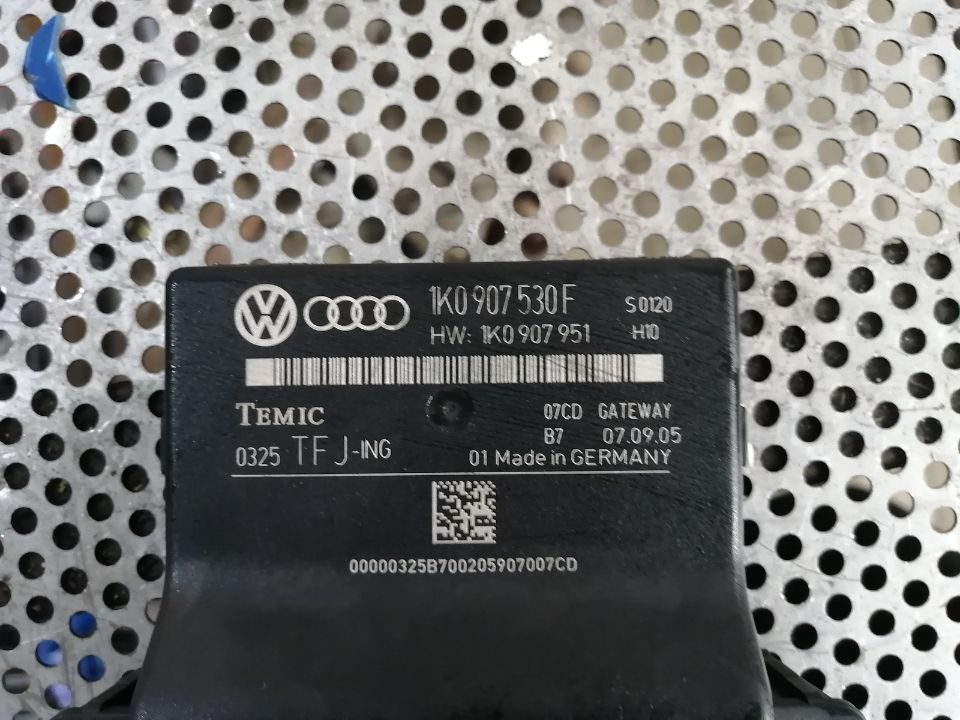 1K0 907 530 F S0120
HW: 1K0 907 951 H10
TEMIC 07CD GATEWAY
B7 07.09.05
0325 TFJ-ING 01 Made in GERMANY
00000325B700205907007CD